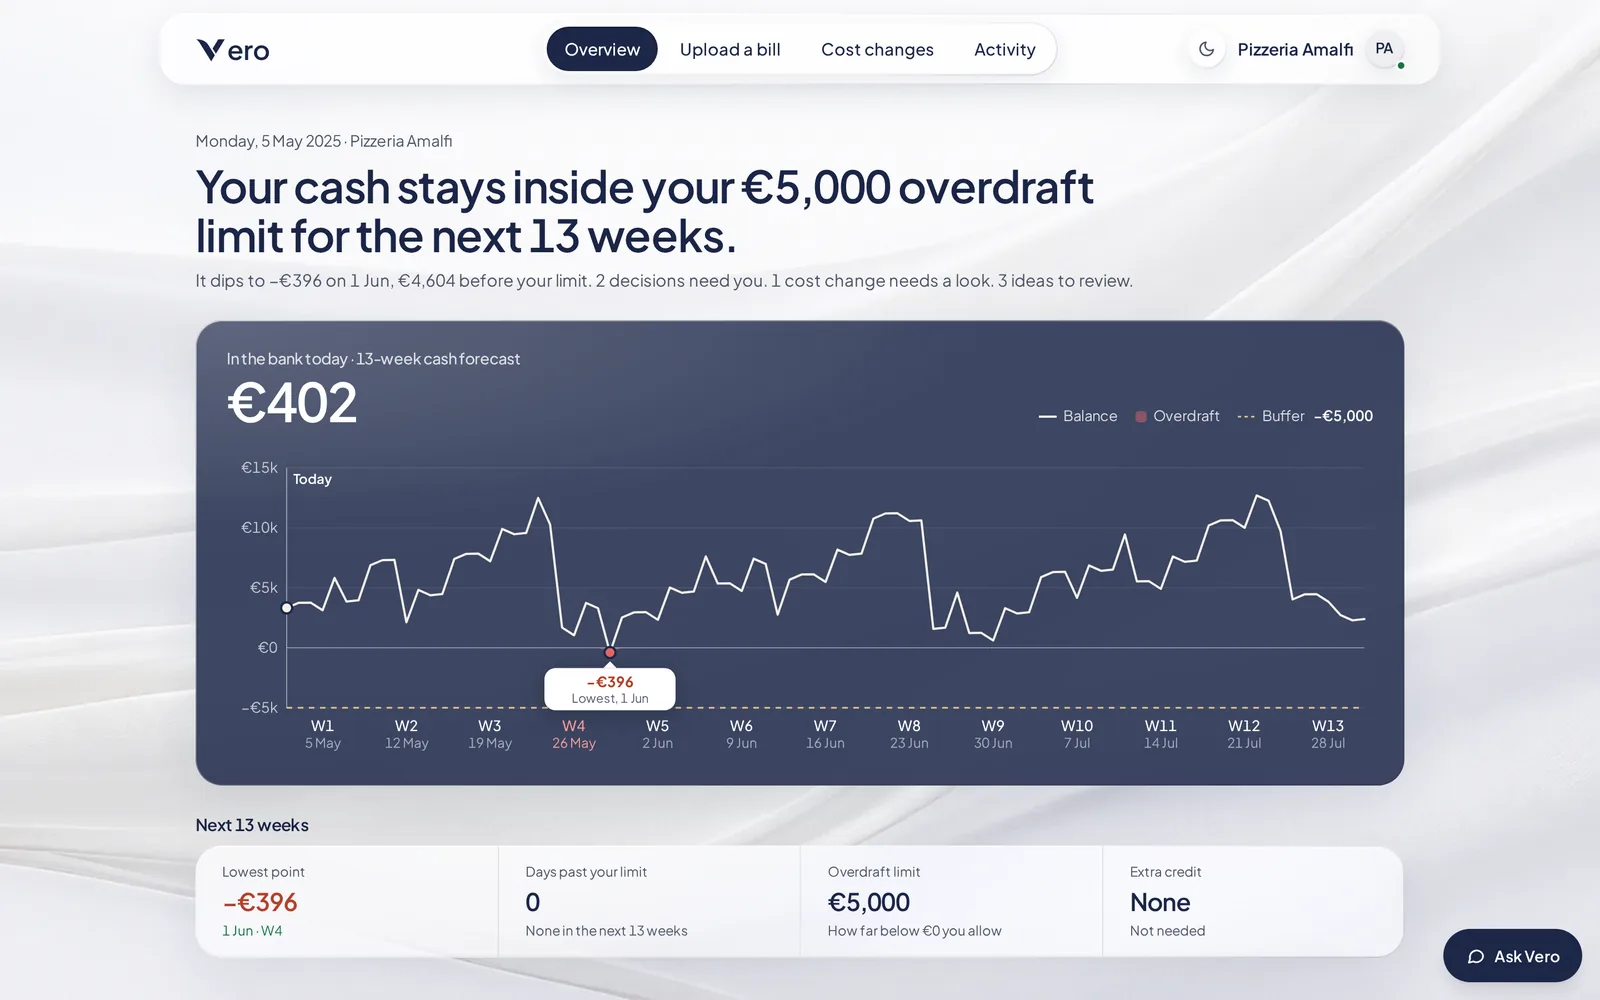 Vero
Overview
Upload a bill
Cost changes
Activity
Pizzeria Amalfi
PA
Monday, 5 May 2025 · Pizzeria Amalfi
Your cash stays inside your €5,000 overdraft
limit for the next 13 weeks.
It dips to −€396 on 1 Jun, €4,604 before your limit. 2 decisions need you. 1 cost change needs a look. 3 ideas to review.
In the bank today · 13-week cash forecast
€402
Balance
Overdraft
Buffer −€5,000
€15k
Today
€10k
€5k
€0
−€396
Lowest, 1 Jun
−€5k
W1 W2 W3 W4 W5 W6 W7 W8 W9 W10 W11 W12 W13
5 May 12 May 19 May 26 May 2 Jun 9 Jun 16 Jun 23 Jun 30 Jun 7 Jul 14 Jul 21 Jul 28 Jul
Next 13 weeks
Lowest point
−€396
1 Jun · W4
Days past your limit
0
None in the next 13 weeks
Overdraft limit
€5,000
How far below €0 you allow
Extra credit
None
Not needed
Ask Vero